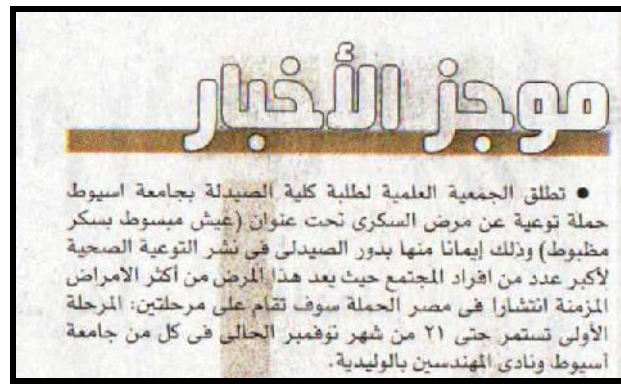 موجز الأخبار
● تطلق الجمعية العلمية لطلبة كلية الصيدلة بجامعة اسيوط
حملة توعية عن مرض السكرى تحت عنوان (عيش مبسوط بسكر
مظبوط) وذلك إيمانا منها بدور الصيدلى فى نشر التوعية الصحية
لأكبر عدد من افراد المجتمع حيث يعد هذا المرض من أكثر الامراض
المزمنة انتشارا فى مصر الحملة سوف تقام على مرحلتين: المرحلة
الأولى تستمر حتى ٢١ من شهر نوفمبر الحالى فى كل من جامعة
أسيوط ونادى المهندسين بالوليدية.